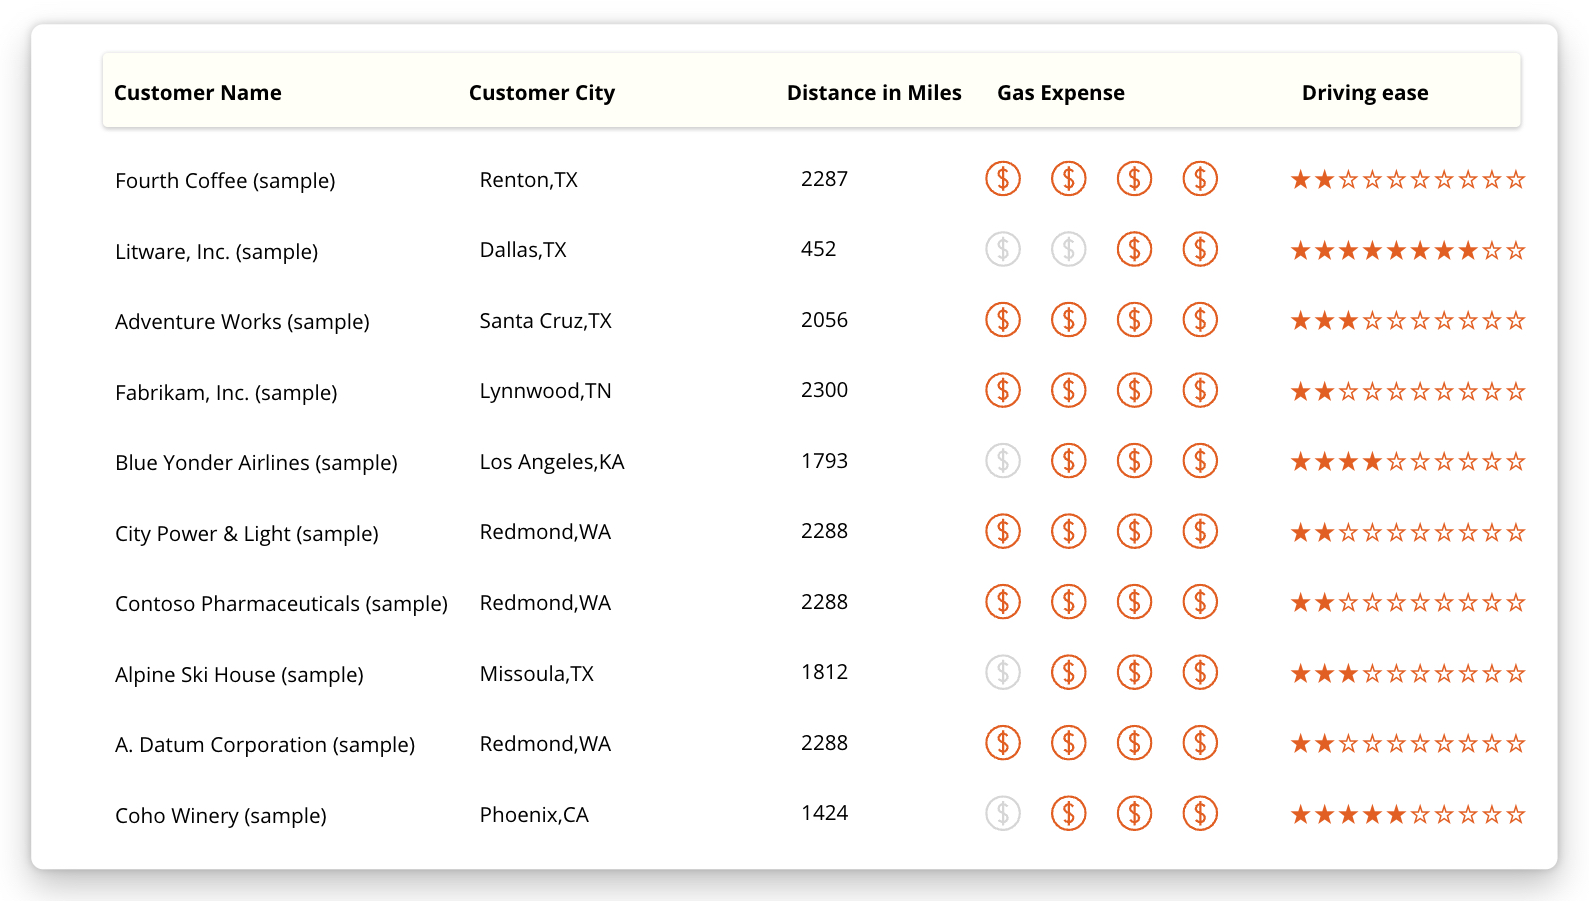 Customer Name Customer City Distance in Miles Gas Expense Driving ease
Fourth Coffee (sample) Renton,TX 2287 $ $ $ $
Litware, Inc. (sample) Dallas,TX 452 $ $ $ $
Adventure Works (sample) Santa Cruz,TX 2056 $ $ $ $
Fabrikam, Inc. (sample) Lynnwood,TN 2300 $ $ $ $
Blue Yonder Airlines (sample) Los Angeles,KA 1793 $ $ $ $
City Power & Light (sample) Redmond,WA 2288 $ $ $ $
Contoso Pharmaceuticals (sample) Redmond,WA 2288 $ $ $ $
Alpine Ski House (sample) Missoula,TX 1812 $ $ $ $
A. Datum Corporation (sample) Redmond,WA 2288 $ $ $ $
Coho Winery (sample) Phoenix,CA 1424 $ $ $ $